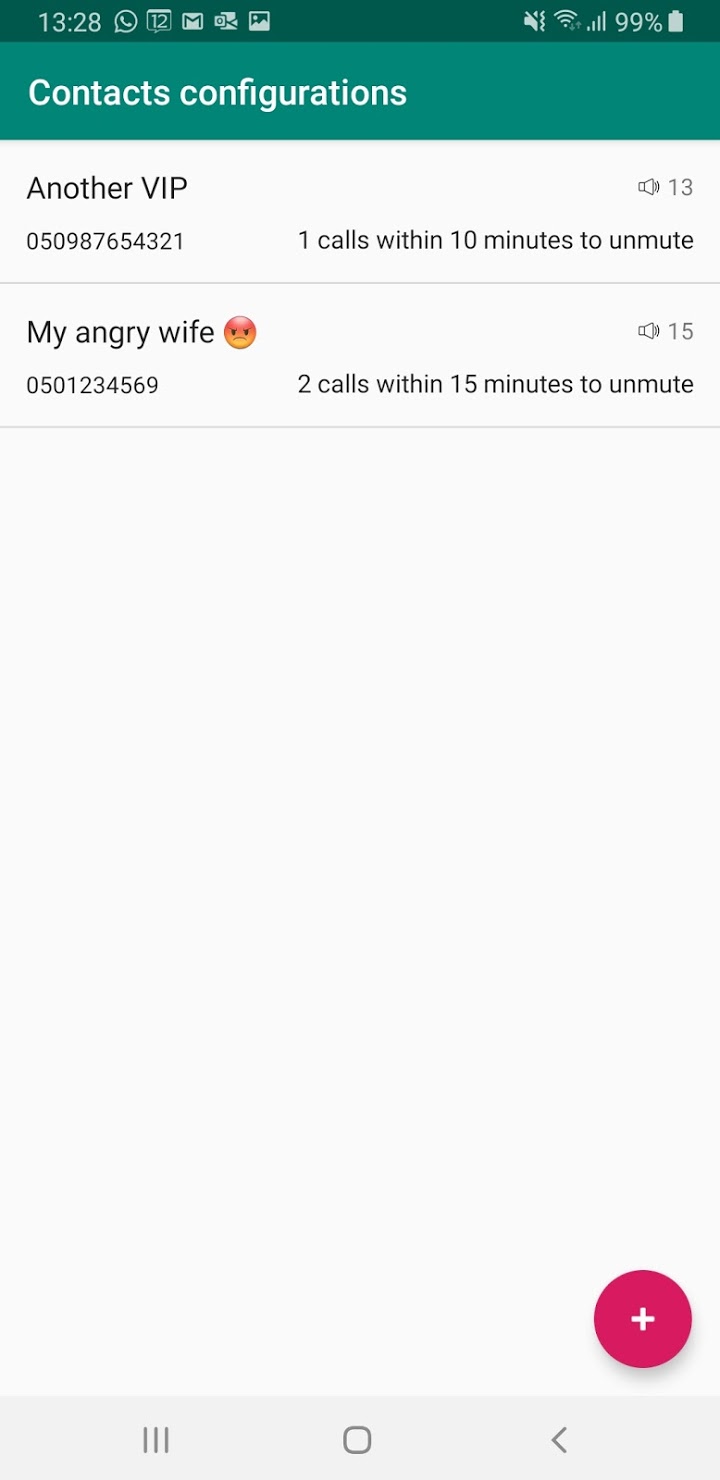 13:28 12 99%
Contacts configurations
Another VIP 13
050987654321 1 calls within 10 minutes to unmute
My angry wife 😡 15
0501234569 2 calls within 15 minutes to unmute
+